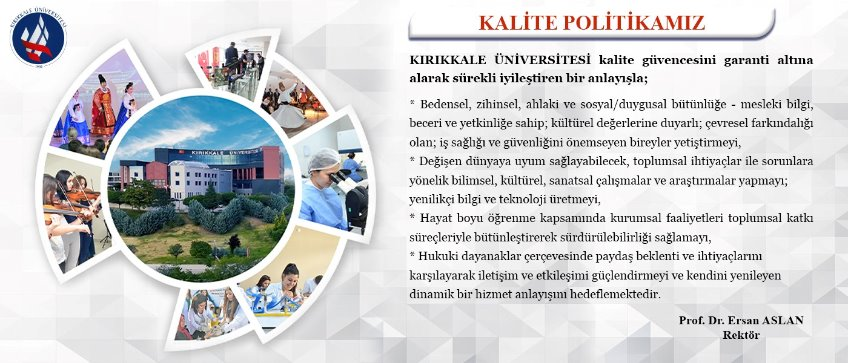 KIRIKKALE ÜNİVERSİTESİ
KALİTE POLİTİKAMIZ
KIRIKKALE ÜNİVERSİTESİ kalite güvencesini garanti altına
alarak sürekli iyileştiren bir anlayışla;
* Bedensel, zihinsel, ahlaki ve sosyal/duygusal bütünlüğe - mesleki bilgi,
beceri ve yetkinliğe sahip; kültürel değerlerine duyarlı; çevresel farkındalığı
olan; iş sağlığı ve güvenliğini önemseyen bireyler yetiştirmeyi,
* Değişen dünyaya uyum sağlayabilecek, toplumsal ihtiyaçlar ile sorunlara
yönelik bilimsel, kültürel, sanatsal çalışmalar ve araştırmalar yapmayı;
yenilikçi bilgi ve teknoloji üretmeyi,
* Hayat boyu öğrenme kapsamında kurumsal faaliyetleri toplumsal katkı
süreçleriyle bütünleştirerek sürdürülebilirliği sağlamayı,
* Hukuki dayanaklar çerçevesinde paydaş beklenti ve ihtiyaçlarını
karşılayarak iletişim ve etkileşimi güçlendirmeyi ve kendini yenileyen
dinamik bir hizmet anlayışını hedeflemektedir.
Prof. Dr. Ersan ASLAN
Rektör
KIRIKKALE ÜNİVERSİTESİ